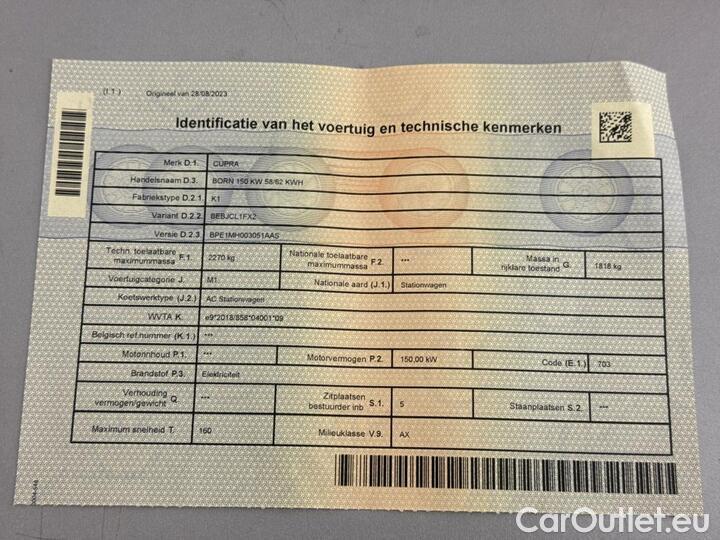 (I.1.) Origineel van 28/08/2023
Identificatie van het voertuig en technische kenmerken
Merk D.1. CUPRA
Handelsnaam D.3. BORN 150 KW 58/62 KWH
Fabriekstype D.2.1. K1
Variant D.2.2. BEBJCL1FX2
Versie D.2.3. BPE1MH003051AAS
Techn. toelaatbare maximummassa F.1. 2270 kg Nationale toelaatbare maximummassa F.2. *** Massa in rijklare toestand G. 1818 kg
Voertuigcategorie J. M1 Nationale aard (J.1.) Stationwagen
Koetswerktype (J.2.) AC Stationwagen
WVTA K. e9*2018/858*04001*09
Belgisch ref.nummer (K.1.) ***
Motorinhoud P.1. *** Motorvermogen P.2. 150,00 kW Code (E.1.) 703
Brandstof P.3. Elektriciteit
Verhouding vermogen/gewicht Q. *** Zitplaatsen bestuurder inb S.1. 5 Staanplaatsen S.2. ***
Maximum snelheid T. 160 Milieuklasse V.9. AX
CarOutlet.eu